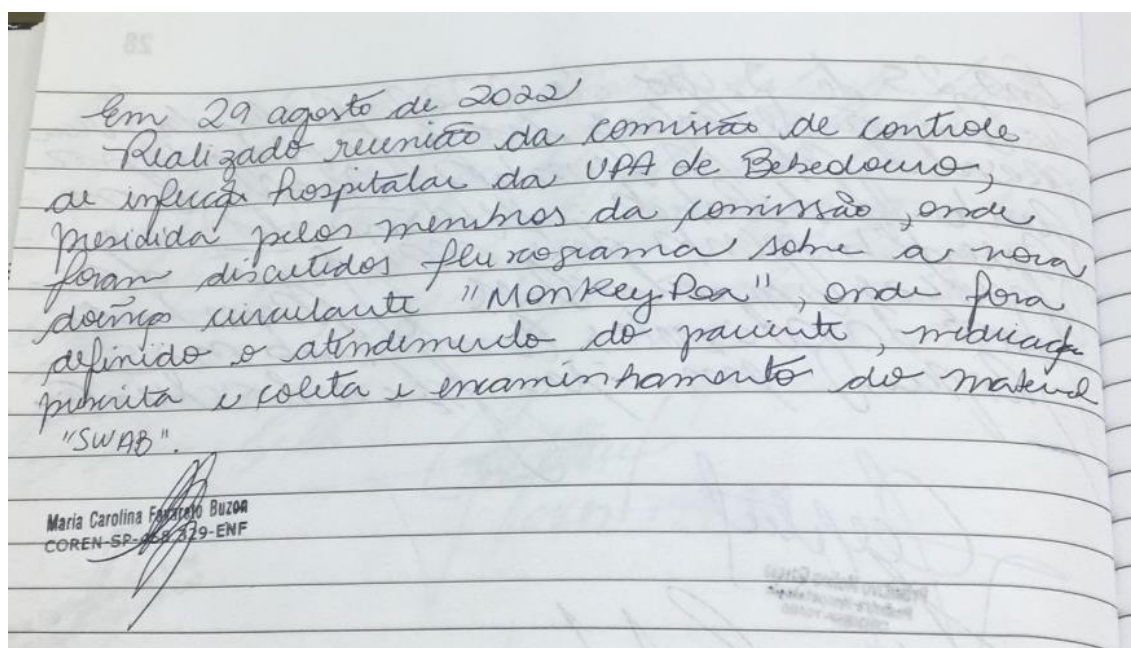 Em 29 agosto de 2022
Realizado reunião da comissão de controle
de infecção hospitalar da UPA de Bebedouro,
presidida pelos membros da comissão, onde
foram discutidos fluxograma sobre a nova
doença circulante "MonkeyPox", onde fora
definido o atendimento do paciente, medicação
prescrita e coleta e encaminhamento do material
"SWAB".
Maria Carolina Buzon
COREN-SP- -ENF